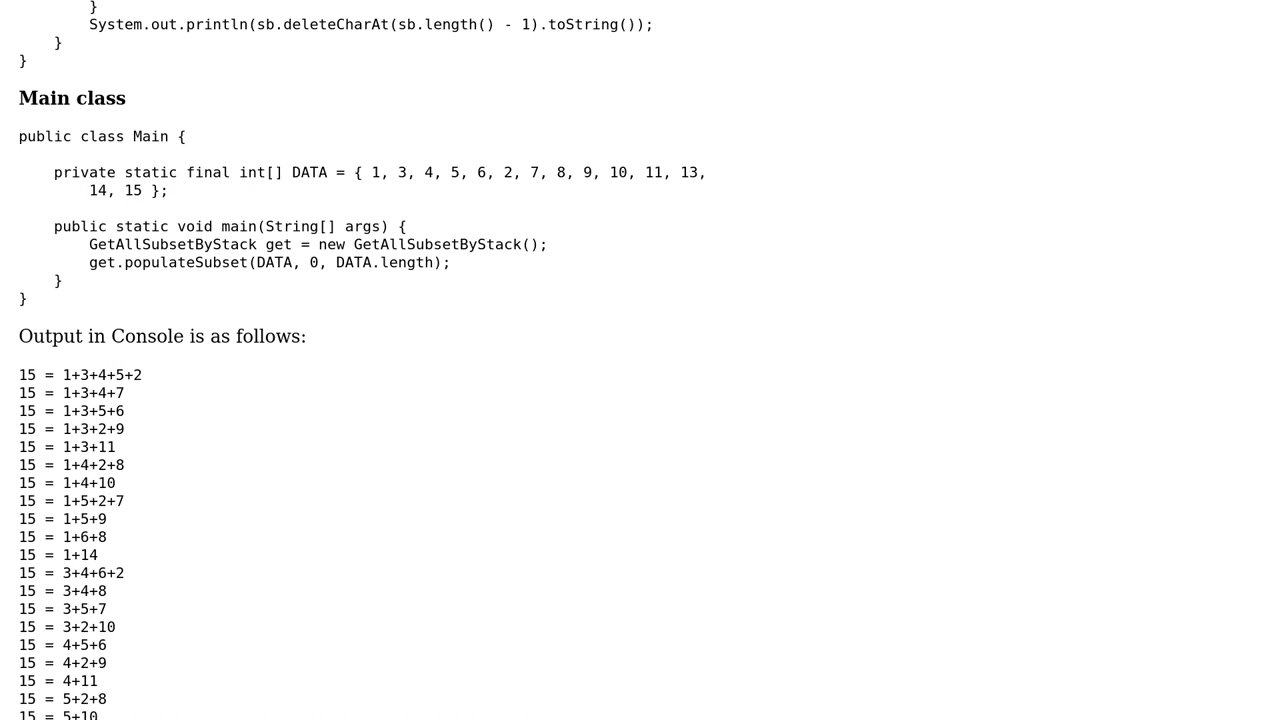 }
        System.out.println(sb.deleteCharAt(sb.length() - 1).toString());
    }
}
Main class
public class Main {
    private static final int[] DATA = { 1, 3, 4, 5, 6, 2, 7, 8, 9, 10, 11, 13,
        14, 15 };
    public static void main(String[] args) {
        GetAllSubsetByStack get = new GetAllSubsetByStack();
        get.populateSubset(DATA, 0, DATA.length);
    }
}
Output in Console is as follows:
15 = 1+3+4+5+2
15 = 1+3+4+7
15 = 1+3+5+6
15 = 1+3+2+9
15 = 1+3+11
15 = 1+4+2+8
15 = 1+4+10
15 = 1+5+2+7
15 = 1+5+9
15 = 1+6+8
15 = 1+14
15 = 3+4+6+2
15 = 3+4+8
15 = 3+5+7
15 = 3+2+10
15 = 4+5+6
15 = 4+2+9
15 = 4+11
15 = 5+2+8
15 = 5+10